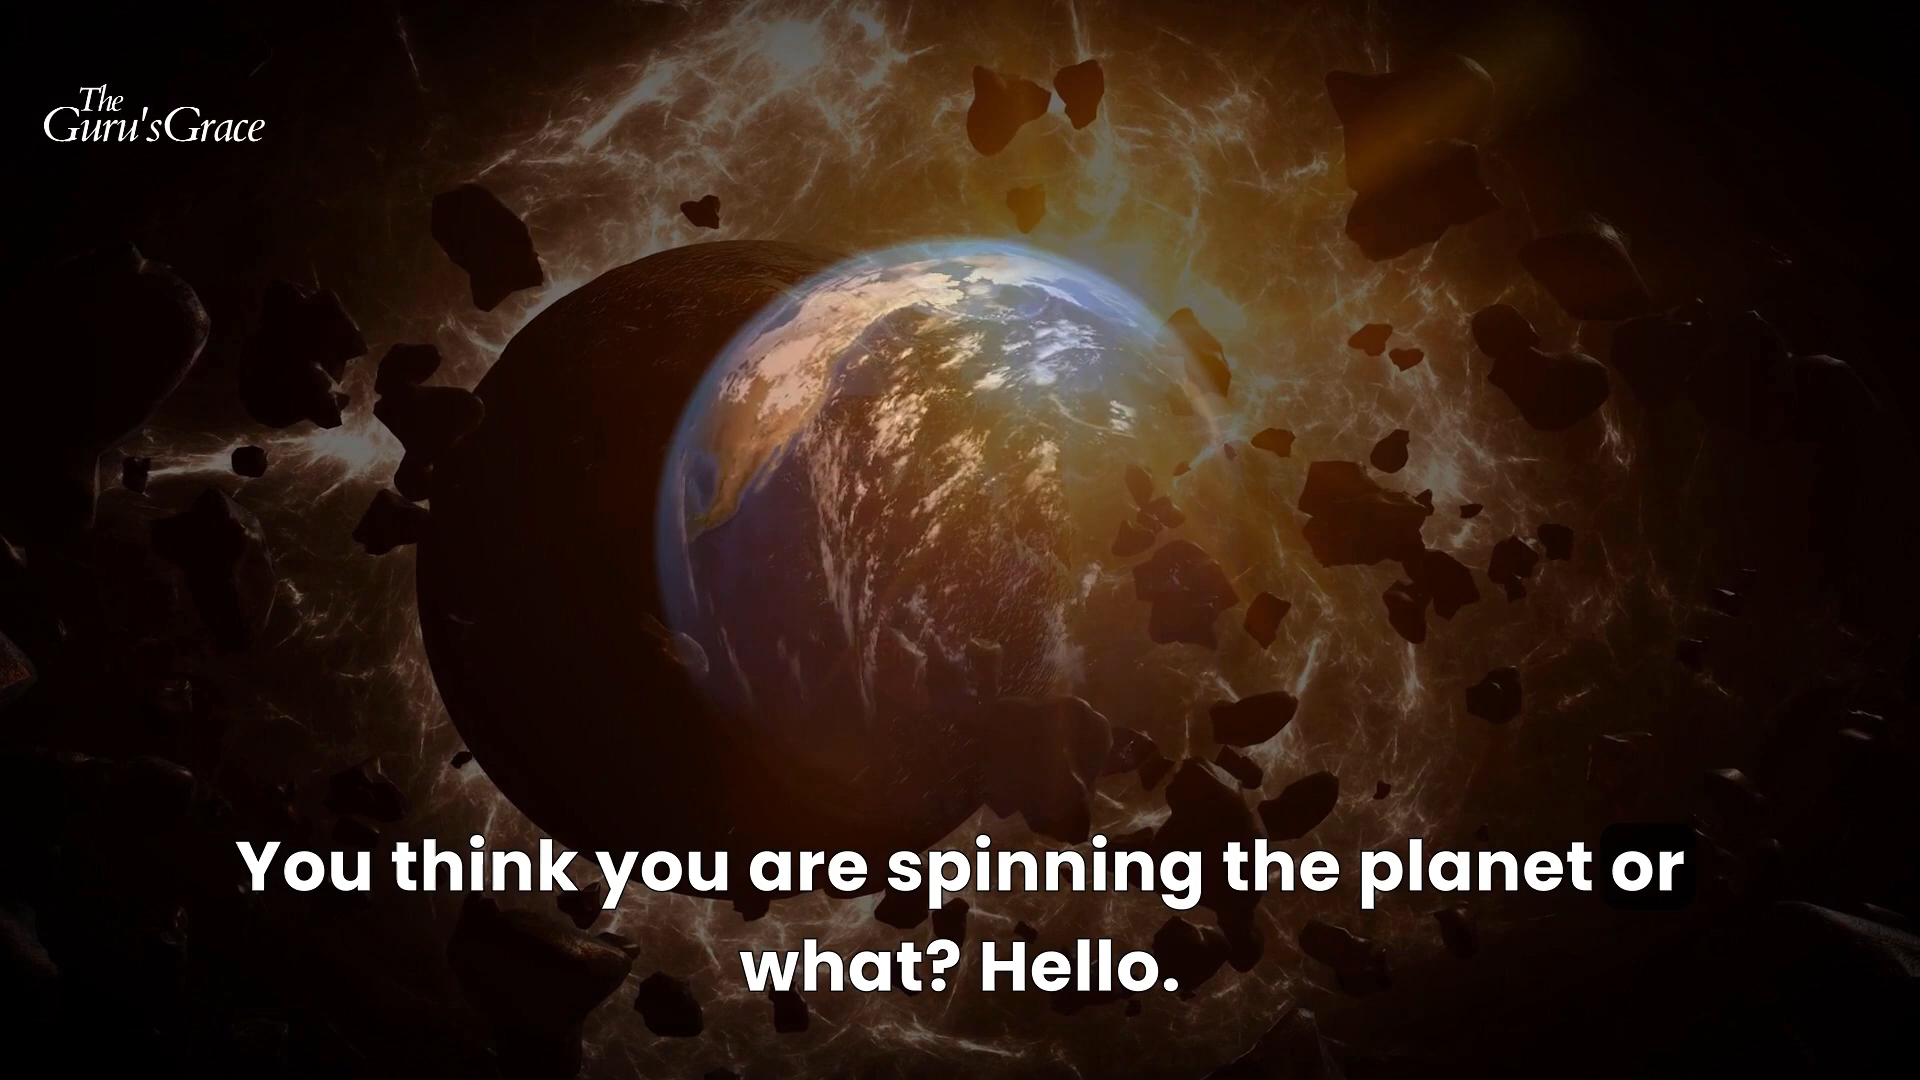 The
Guru'sGrace
You think you are spinning the planet or
what? Hello.